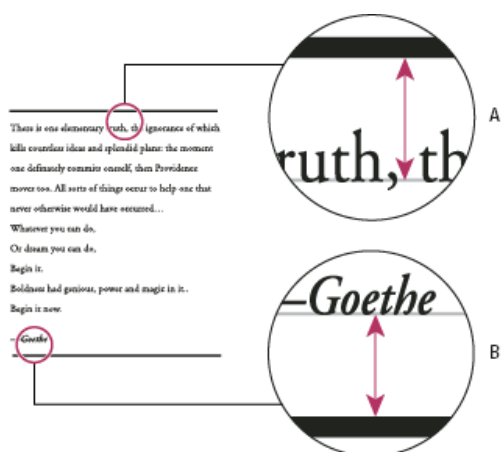 There is one elementary truth, the ignorance of which
kills countless ideas and splendid plans: the moment
one definately commits oneself, then Providence
moves too. All sorts of things occur to help one that
never otherwise would have occurred…
Whatever you can do,
Or dream you can do,
Begin it.
Boldness had genious, power and magic in it..
Begin it now.
–Goethe
ruth, th
A
–Goethe
B